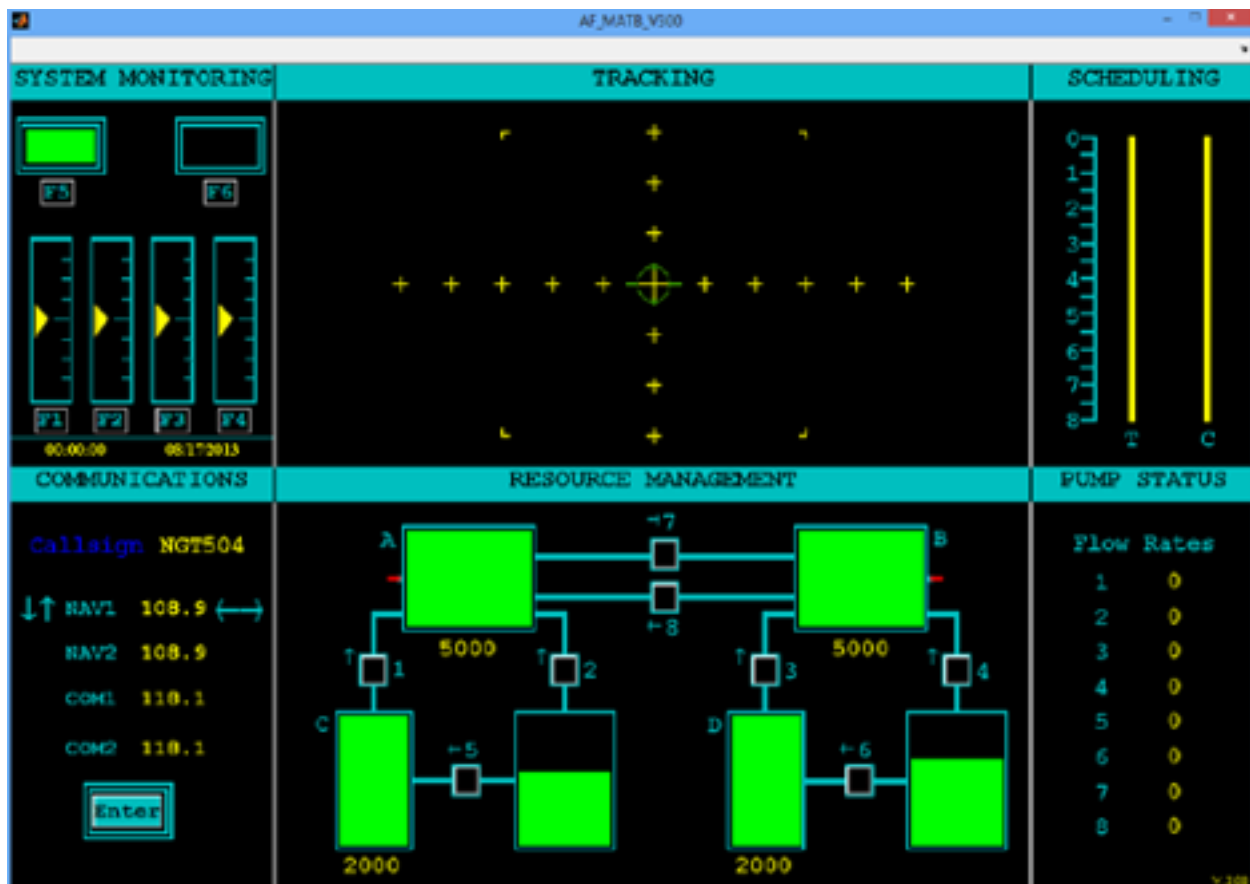 AF_MATB_V300
SYSTEM MONITORING
TRACKING
SCHEDULING
F5
F6
F1
F2
F3
F4
00:00:00
08/17/2013
0
1
2
3
4
5
6
7
8
T
C
COMMUNICATIONS
RESOURCE MANAGEMENT
PUMP STATUS
Callsign NGT504
↓↑ NAV1 108.9
NAV2 108.9
COM1 118.1
COM2 118.1
Enter
A
B
→7
←8
5000
5000
↑1
↑2
↑3
↑4
C
D
←5
←6
2000
2000
Flow Rates
1 0
2 0
3 0
4 0
5 0
6 0
7 0
8 0